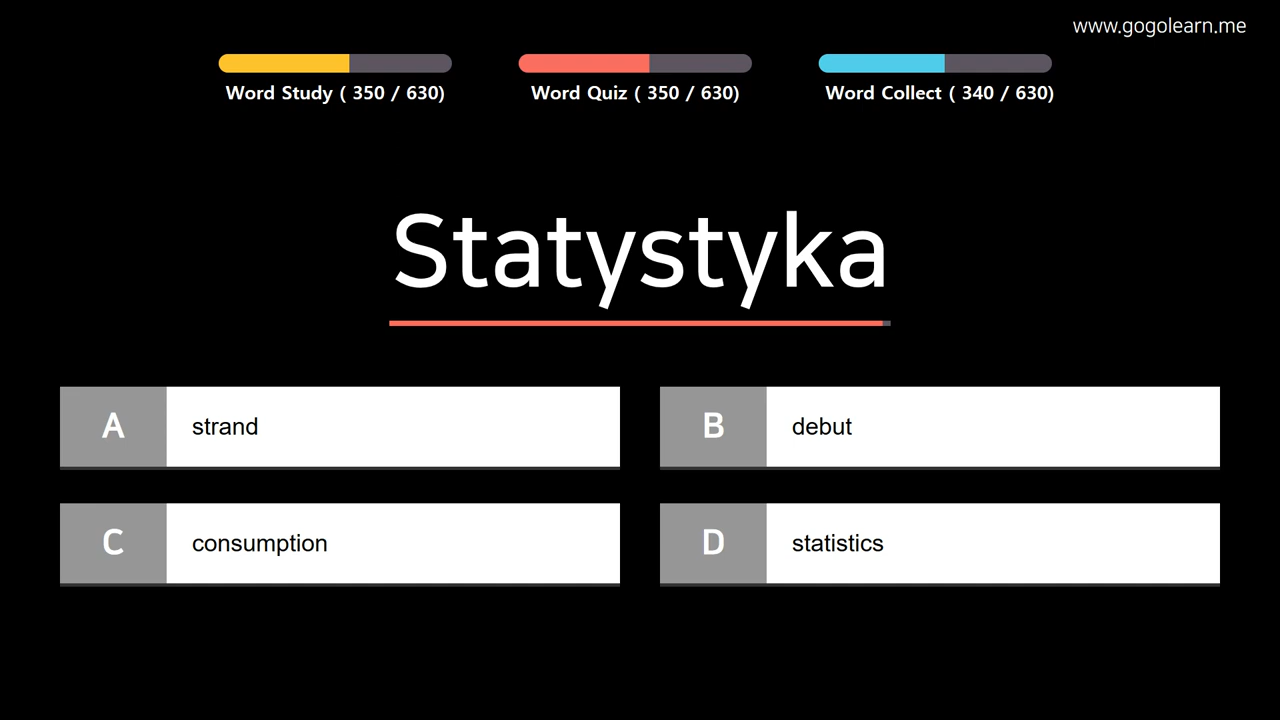 www.gogolearn.me
Word Study ( 350 / 630)
Word Quiz ( 350 / 630)
Word Collect ( 340 / 630)
Statystyka
A strand
B debut
C consumption
D statistics